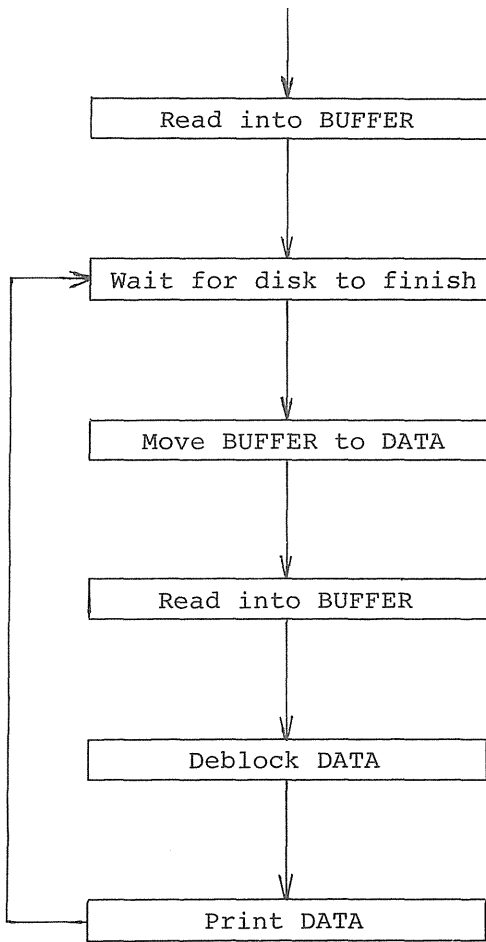 Read into BUFFER
Wait for disk to finish
Move BUFFER to DATA
Read into BUFFER
Deblock DATA
Print DATA